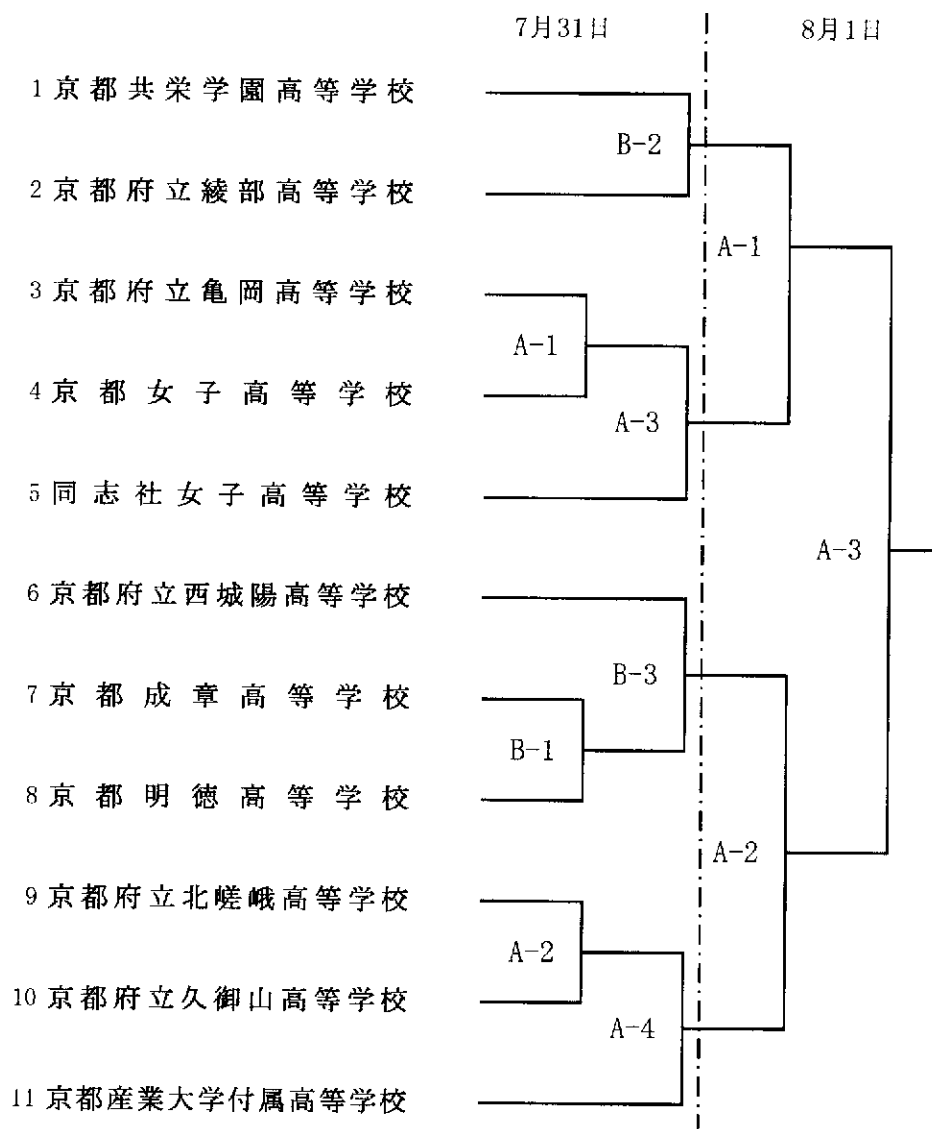 7月31日 8月1日
1 京都共栄学園高等学校
B-2
2 京都府立綾部高等学校
A-1
3 京都府立亀岡高等学校
A-1
4 京都女子高等学校
A-3
5 同志社女子高等学校
A-3
6 京都府立西城陽高等学校
B-3
7 京都成章高等学校
B-1
8 京都明徳高等学校
A-2
9 京都府立北嵯峨高等学校
A-2
10 京都府立久御山高等学校
A-4
11 京都産業大学付属高等学校